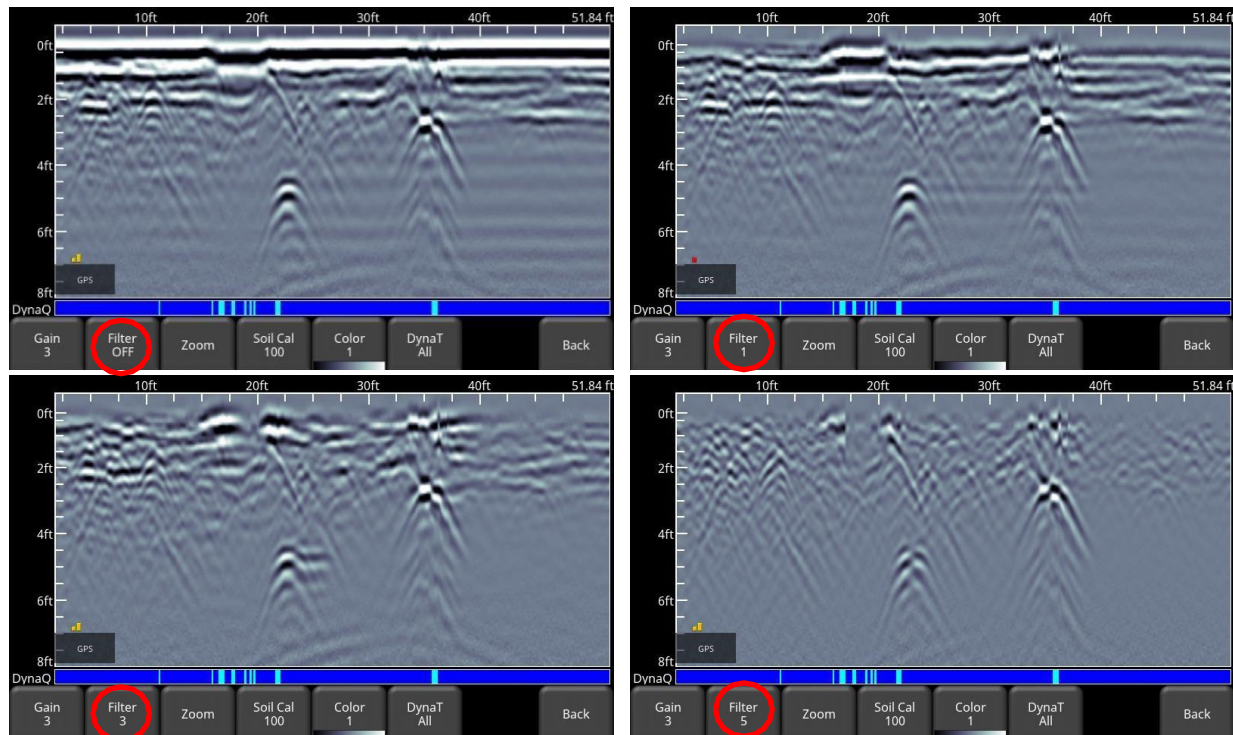 10ft 20ft 30ft 40ft 51.84 ft
0ft
2ft
4ft
6ft
GPS
8ft
DynaQ
Gain
3
Filter
OFF
Zoom
Soil Cal
100
Color
1
DynaT
All
Back
10ft 20ft 30ft 40ft 51.84 ft
0ft
2ft
4ft
6ft
GPS
8ft
DynaQ
Gain
3
Filter
1
Zoom
Soil Cal
100
Color
1
DynaT
All
Back
10ft 20ft 30ft 40ft 51.84 ft
0ft
2ft
4ft
6ft
GPS
8ft
DynaQ
Gain
3
Filter
3
Zoom
Soil Cal
100
Color
1
DynaT
All
Back
10ft 20ft 30ft 40ft 51.84 ft
0ft
2ft
4ft
6ft
GPS
8ft
DynaQ
Gain
3
Filter
5
Zoom
Soil Cal
100
Color
1
DynaT
All
Back